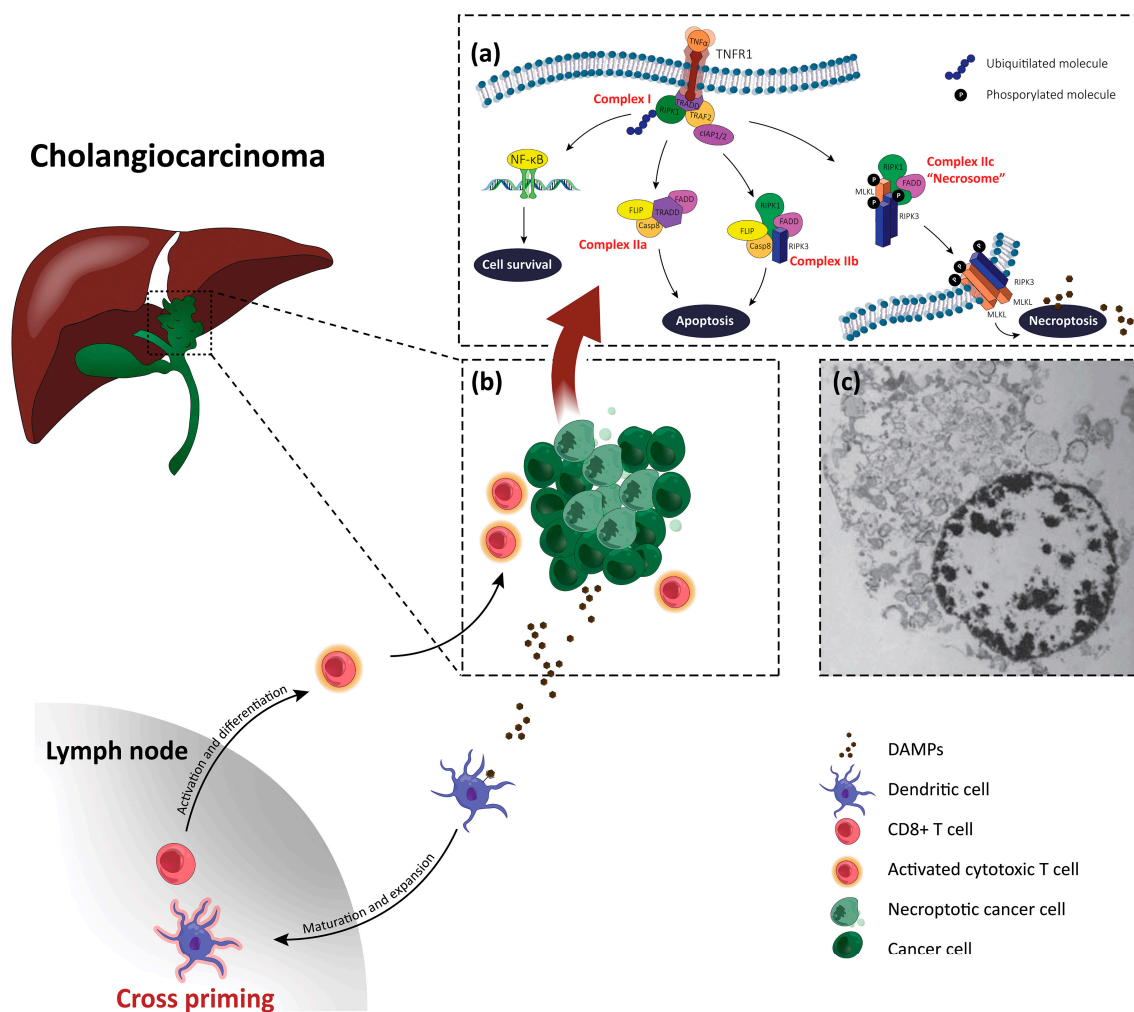 (a)
TNFα
TNFR1
Ubiquitilated molecule
P
Phosporylated molecule
Complex I
TRADD
RIPK1
TRAF2
cIAP1/2
Cholangiocarcinoma
NF-κB
Cell survival
FADD
FLIP
TRADD
Casp8
Complex IIa
RIPK1
FADD
FLIP
Casp8
RIPK3
Complex IIb
Apoptosis
Complex IIc
"Necrosome"
RIPK1
P
FADD
MLKL
P
P
RIPK3
P
P
P
RIPK3
MLKL
MLKL
Necroptosis
(b)
(c)
Lymph node
Activation and differentiation
Maturation and expansion
Cross priming
DAMPs
Dendritic cell
CD8+ T cell
Activated cytotoxic T cell
Necroptotic cancer cell
Cancer cell